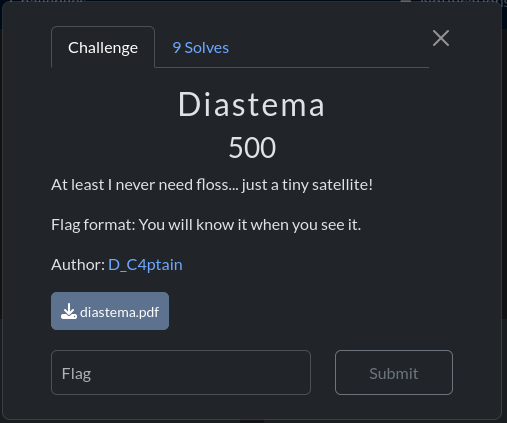 Challenge
9 Solves
Diastema
500
At least I never need floss... just a tiny satellite!
Flag format: You will know it when you see it.
Author: D_C4ptain
diastema.pdf
Flag
Submit